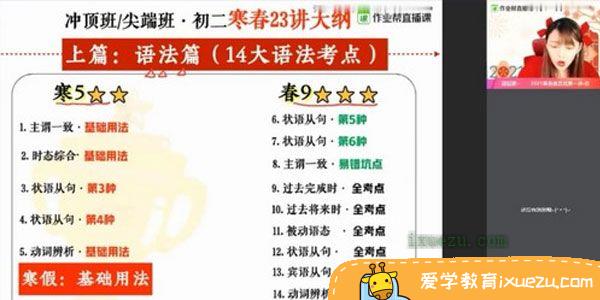 冲顶班/尖端班·初二寒春23讲大纲
作业帮直播课
上篇：语法篇（14大语法考点）
寒5
1.主谓一致·基础用法
2.时态综合·基础用法
3.状语从句·第3种
4.状语从句·第4种
5.动词辨析·基础用法
寒假：基础用法
春9
6.状语从句·第5种
7.状语从句·第6种
8.主谓一致·易错坑点
9.过去完成时·全考点
10.过去将来时·全考点
11.被动语态·全考点
12.状语从句·全考点
13.宾语从句·
14.
作业帮直播课
2021
ixuezu.com
爱学教育ixuezu.com